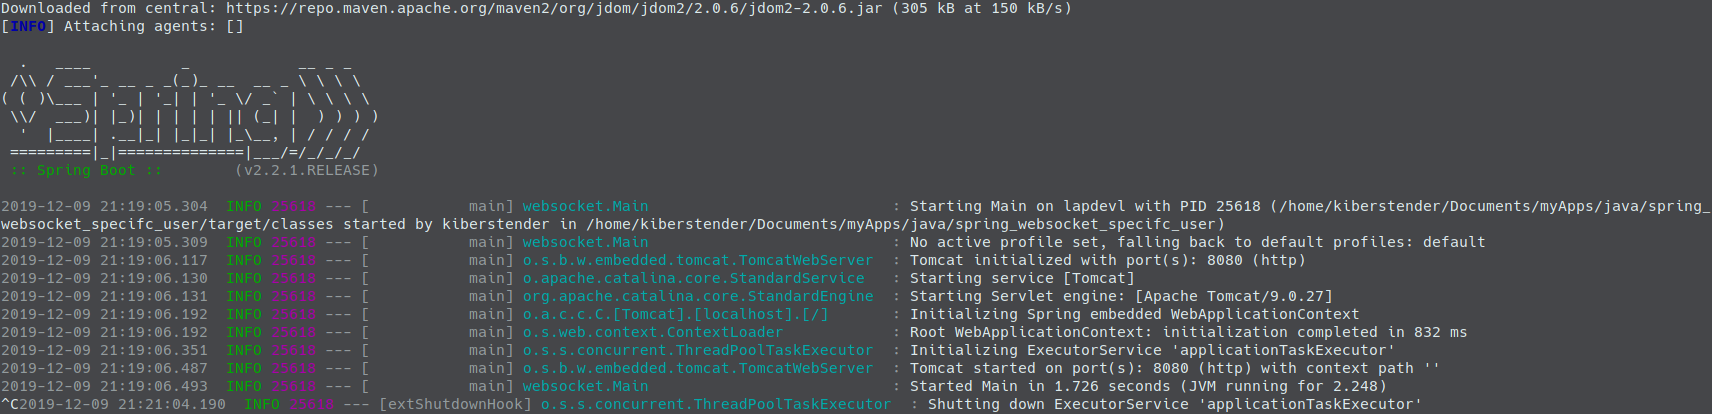 Downloaded from central: https://repo.maven.apache.org/maven2/org/jdom/jdom2/2.0.6/jdom2-2.0.6.jar (305 kB at 150 kB/s)
[INFO] Attaching agents: []
  .   ____          _            __ _ _
 /\\ / ___'_ __ _ _(_)_ __  __ _ \ \ \ \
( ( )\___ | '_ | '_| | '_ \/ _` | \ \ \ \
 \\/  ___)| |_)| | | | | || (_| |  ) ) ) )
  '  |____| .__|_| |_|_| |_\__, | / / / /
 =========|_|==============|___/=/_/_/_/
 :: Spring Boot ::        (v2.2.1.RELEASE)
2019-12-09 21:19:05.304  INFO 25618 --- [           main] websocket.Main                           : Starting Main on lapdevl with PID 25618 (/home/kiberstender/Documents/myApps/java/spring_
websocket_specifc_user/target/classes started by kiberstender in /home/kiberstender/Documents/myApps/java/spring_websocket_specifc_user)
2019-12-09 21:19:05.309  INFO 25618 --- [           main] websocket.Main                           : No active profile set, falling back to default profiles: default
2019-12-09 21:19:06.117  INFO 25618 --- [           main] o.s.b.w.embedded.tomcat.TomcatWebServer  : Tomcat initialized with port(s): 8080 (http)
2019-12-09 21:19:06.130  INFO 25618 --- [           main] o.apache.catalina.core.StandardService   : Starting service [Tomcat]
2019-12-09 21:19:06.131  INFO 25618 --- [           main] org.apache.catalina.core.StandardEngine  : Starting Servlet engine: [Apache Tomcat/9.0.27]
2019-12-09 21:19:06.192  INFO 25618 --- [           main] o.a.c.c.C.[Tomcat].[localhost].[/]       : Initializing Spring embedded WebApplicationContext
2019-12-09 21:19:06.192  INFO 25618 --- [           main] o.s.web.context.ContextLoader            : Root WebApplicationContext: initialization completed in 832 ms
2019-12-09 21:19:06.351  INFO 25618 --- [           main] o.s.s.concurrent.ThreadPoolTaskExecutor  : Initializing ExecutorService 'applicationTaskExecutor'
2019-12-09 21:19:06.487  INFO 25618 --- [           main] o.s.b.w.embedded.tomcat.TomcatWebServer  : Tomcat started on port(s): 8080 (http) with context path ''
2019-12-09 21:19:06.493  INFO 25618 --- [           main] websocket.Main                           : Started Main in 1.726 seconds (JVM running for 2.248)
^C2019-12-09 21:21:04.190  INFO 25618 --- [extShutdownHook] o.s.s.concurrent.ThreadPoolTaskExecutor  : Shutting down ExecutorService 'applicationTaskExecutor'